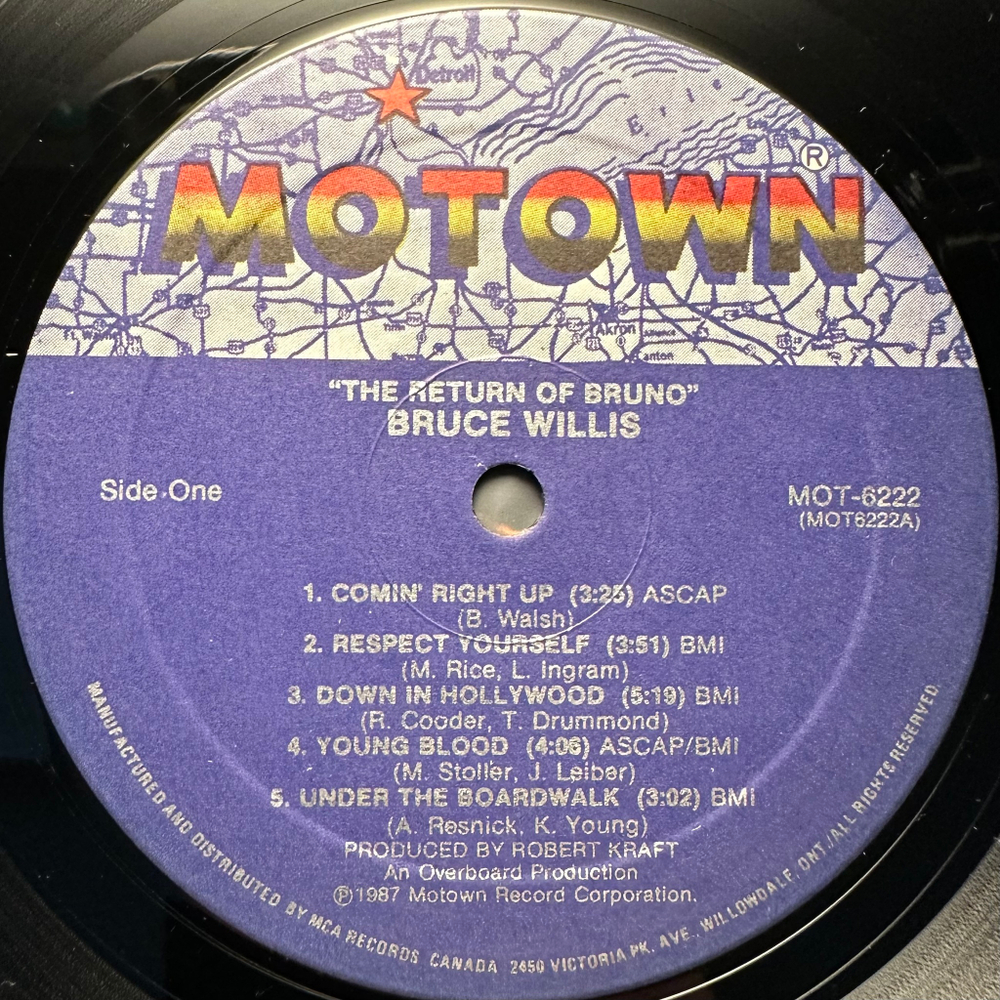 Detroit
Erie
MOTOWN®
Ft. Wayne
Akron
Canton
"THE RETURN OF BRUNO"
BRUCE WILLIS
Side One
MOT-6222
(MOT6222A)
1. COMIN' RIGHT UP (3:25) ASCAP
(B. Walsh)
2. RESPECT YOURSELF (3:51) BMI
(M. Rice, L. Ingram)
3. DOWN IN HOLLYWOOD (5:19) BMI
(R. Cooder, T. Drummond)
4. YOUNG BLOOD (4:06) ASCAP/BMI
(M. Stoller, J. Leiber)
5. UNDER THE BOARDWALK (3:02) BMI
(A. Resnick, K. Young)
PRODUCED BY ROBERT KRAFT
An Overboard Production
℗1987 Motown Record Corporation.
MANUFACTURED AND DISTRIBUTED BY MCA RECORDS CANADA 2450 VICTORIA PK. AVE., WILLOWDALE, ONT./ALL RIGHTS RESERVED.